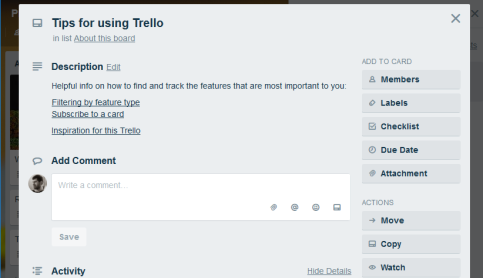 Tips for using Trello
in list About this board
Description Edit
Helpful info on how to find and track the features that are most important to you:
Filtering by feature type
Subscribe to a card
Inspiration for this Trello
Add Comment
Write a comment...
Save
Activity
Hide Details
ADD TO CARD
Members
Labels
Checklist
Due Date
Attachment
ACTIONS
Move
Copy
Watch